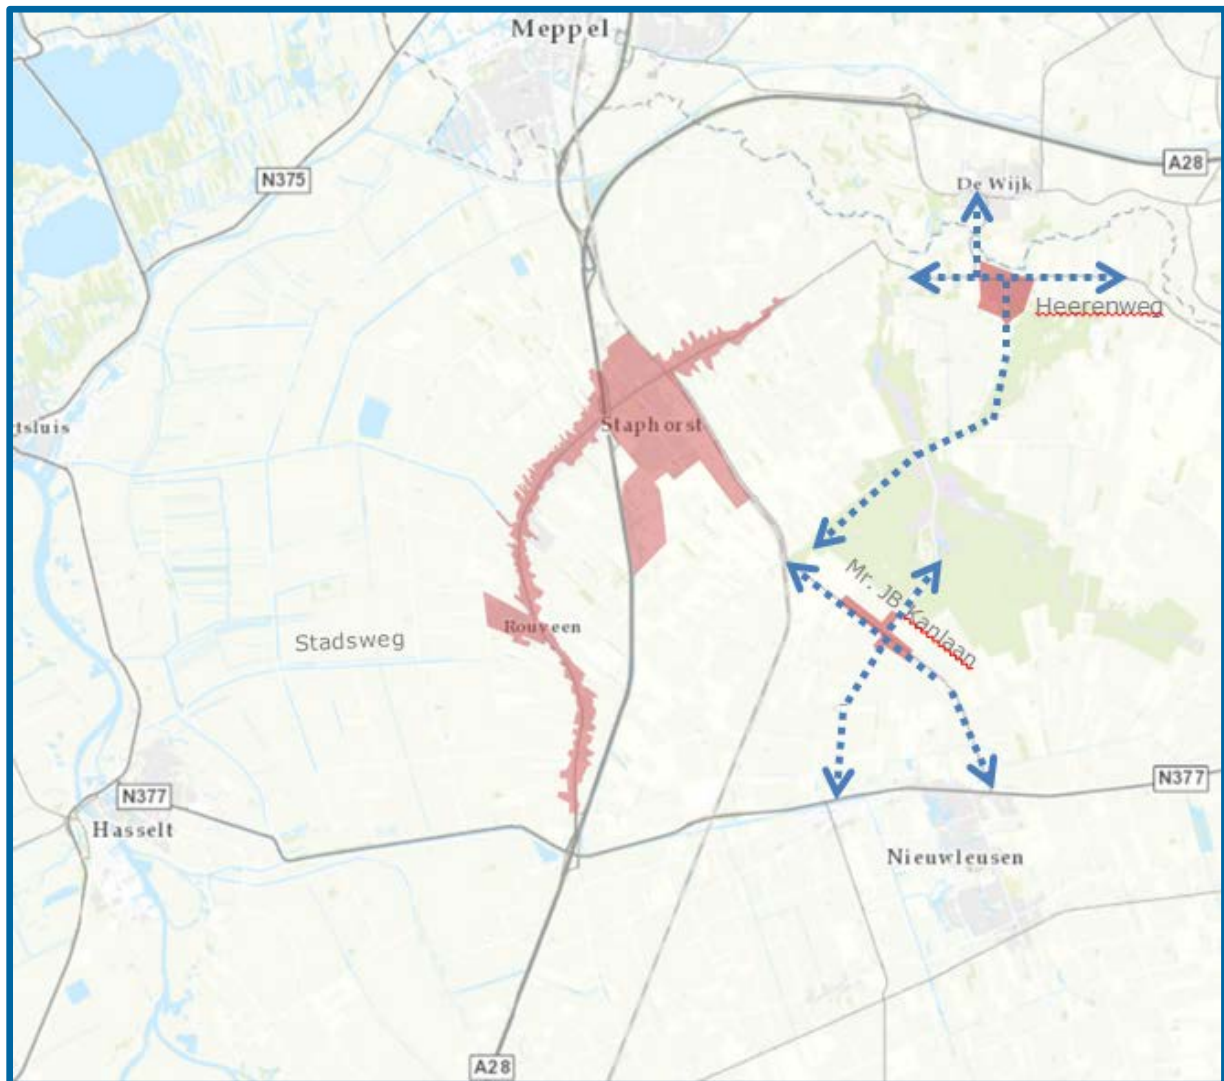 Meppel
N375
A28
De Wijk
Heerenweg
Staphorst
tsluis
Mr. JB Kanlaan
Rouveen
Stadsweg
N377
N377
Hasselt
Nieuwleusen
A28